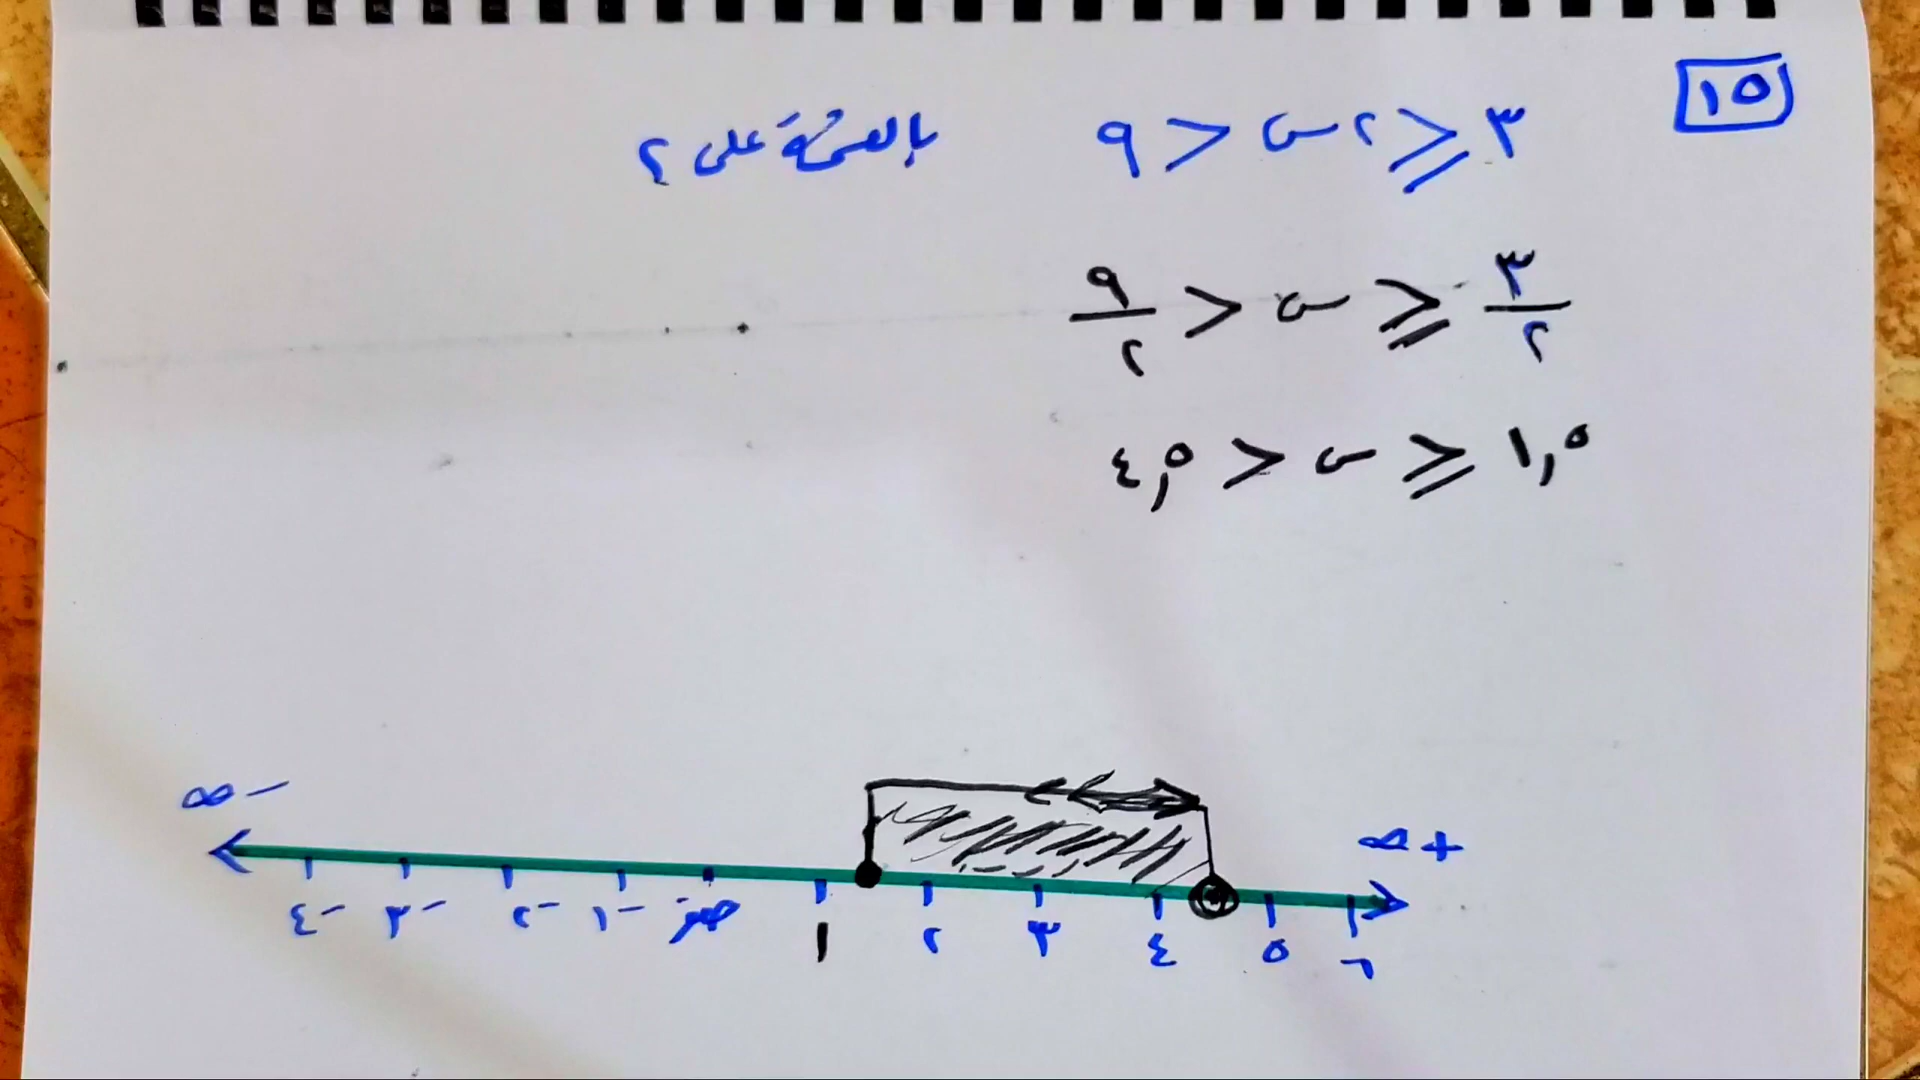 ١٥
٣ ≥ ٢س > ٩ بالقسمة على ٢
٣/٢ ≥ س > ٩/٢
١,٥ ≥ س > ٤,٥
-∞ +∞
-٤ -٣ -٢ -١ صفر ١ ٢ ٣ ٤ ٥ ٦